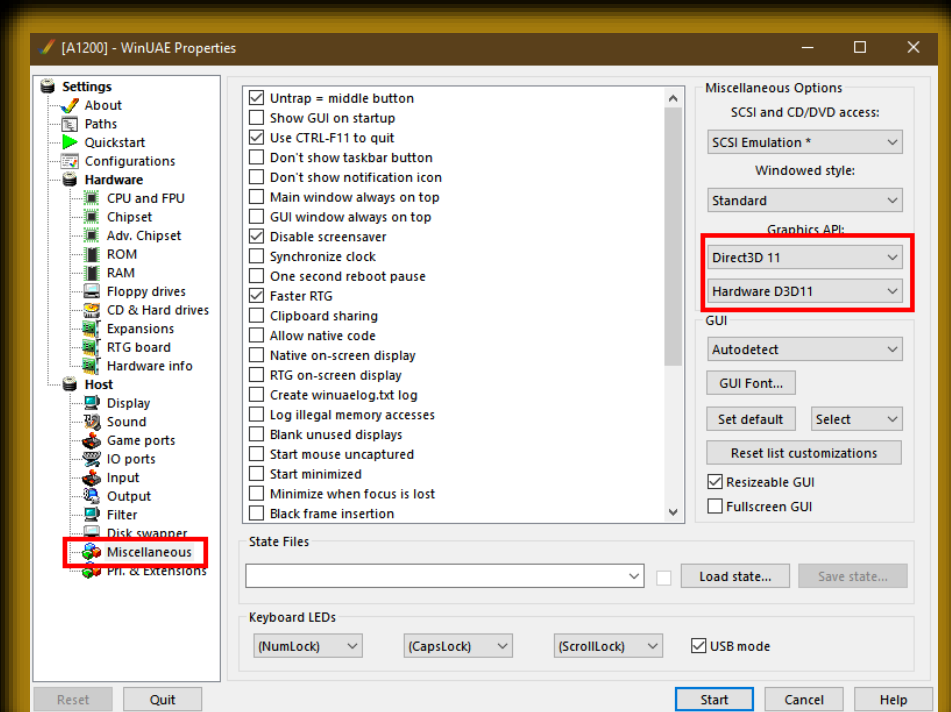 [A1200] - WinUAE Properties
Settings
About
Paths
Quickstart
Configurations
Hardware
CPU and FPU
Chipset
Adv. Chipset
ROM
RAM
Floppy drives
CD & Hard drives
Expansions
RTG board
Hardware info
Host
Display
Sound
Game ports
IO ports
Input
Output
Filter
Disk swapper
Miscellaneous
Pri. & Extensions
Untrap = middle button
Show GUI on startup
Use CTRL-F11 to quit
Don't show taskbar button
Don't show notification icon
Main window always on top
GUI window always on top
Disable screensaver
Synchronize clock
One second reboot pause
Faster RTG
Clipboard sharing
Allow native code
Native on-screen display
RTG on-screen display
Create winuaelog.txt log
Log illegal memory accesses
Blank unused displays
Start mouse uncaptured
Start minimized
Minimize when focus is lost
Black frame insertion
Miscellaneous Options
SCSI and CD/DVD access:
SCSI Emulation *
Windowed style:
Standard
Graphics API:
Direct3D 11
Hardware D3D11
GUI
Autodetect
GUI Font...
Set default Select
Reset list customizations
Resizeable GUI
Fullscreen GUI
State Files
Load state... Save state...
Keyboard LEDs
(NumLock) (CapsLock) (ScrollLock) USB mode
Reset Quit Start Cancel Help